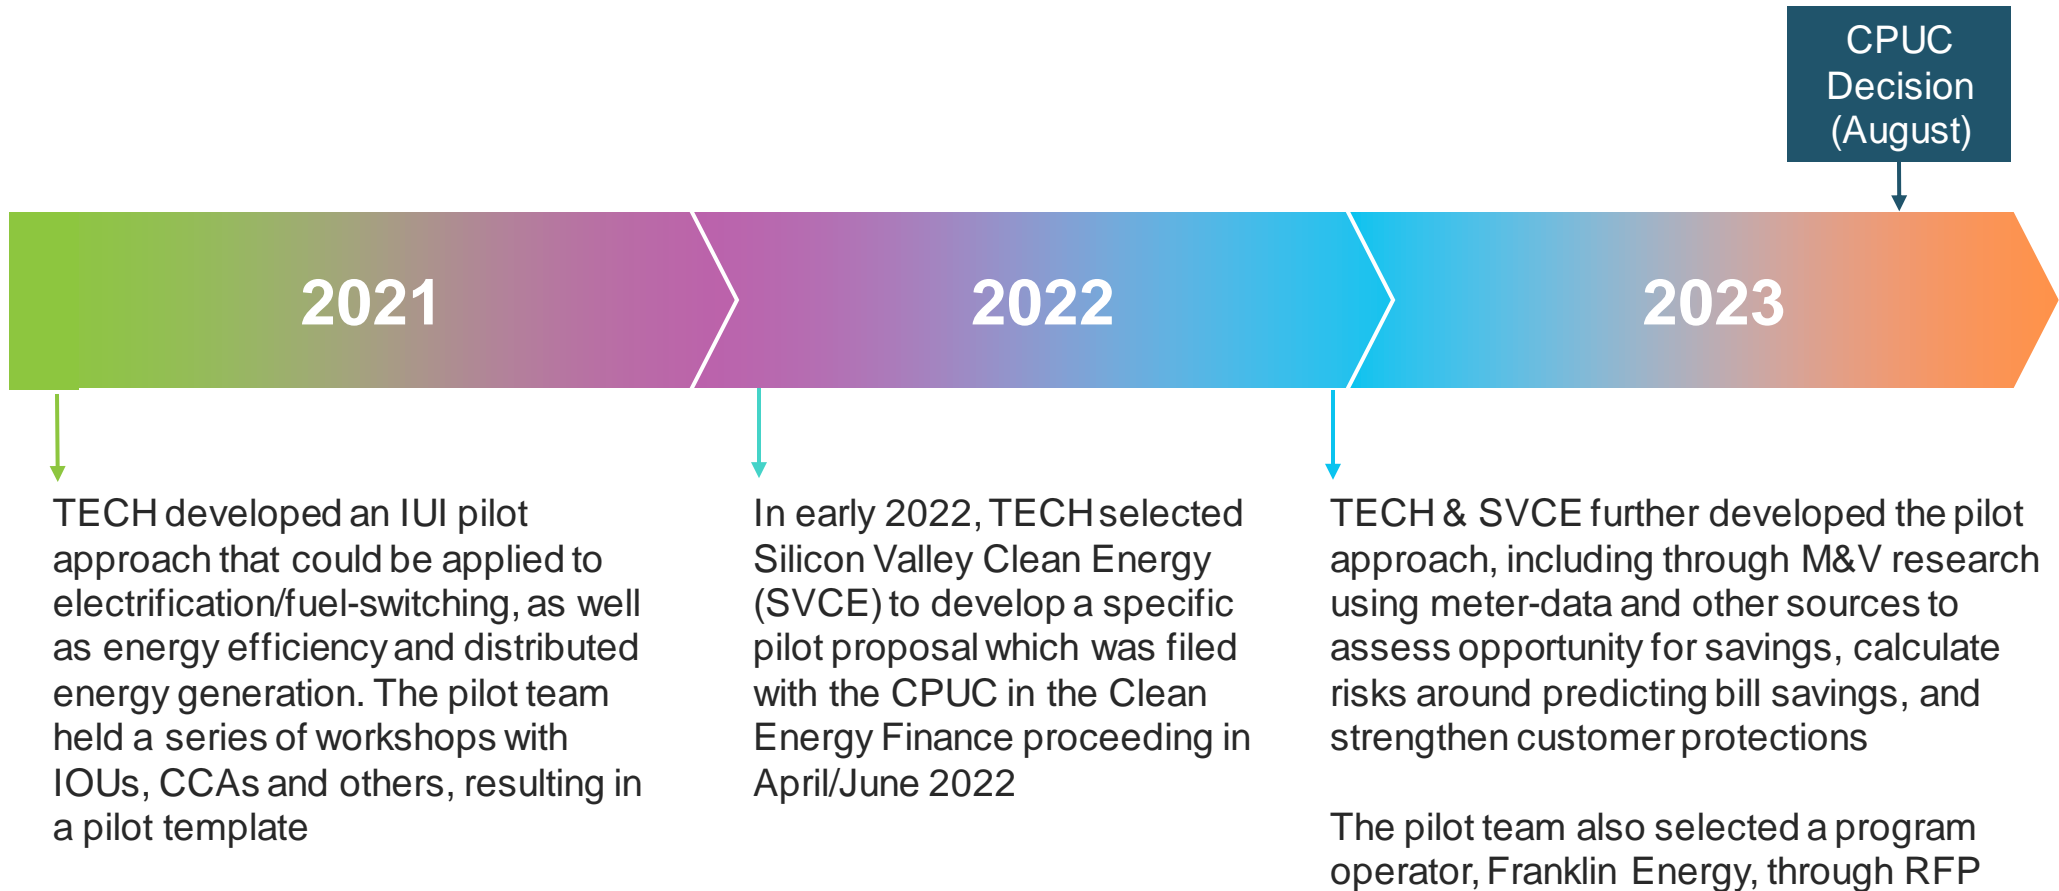 CPUC
Decision
(August)
2021
2022
2023
TECH developed an IUI pilot
approach that could be applied to
electrification/fuel-switching, as well
as energy efficiency and distributed
energy generation. The pilot team
held a series of workshops with
IOUs, CCAs and others, resulting in
a pilot template
In early 2022, TECH selected
Silicon Valley Clean Energy
(SVCE) to develop a specific
pilot proposal which was filed
with the CPUC in the Clean
Energy Finance proceeding in
April/June 2022
TECH & SVCE further developed the pilot
approach, including through M&V research
using meter-data and other sources to
assess opportunity for savings, calculate
risks around predicting bill savings, and
strengthen customer protections
The pilot team also selected a program
operator, Franklin Energy, through RFP